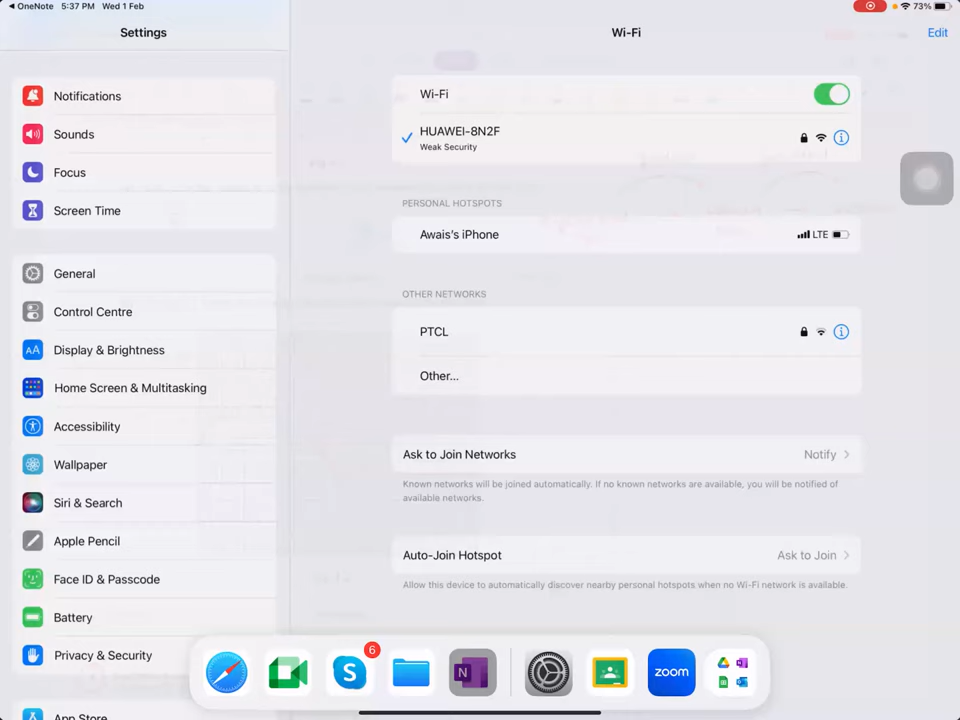 ◀ OneNote 5:37 PM Wed 1 Feb
73%
Settings
Wi-Fi
Edit
Notifications
Sounds
Focus
Screen Time
General
Control Centre
Display & Brightness
Home Screen & Multitasking
Accessibility
Wallpaper
Siri & Search
Apple Pencil
Face ID & Passcode
Battery
Privacy & Security
App Store
Wi-Fi
HUAWEI-8N2F
Weak Security
PERSONAL HOTSPOTS
Awais's iPhone
LTE
OTHER NETWORKS
PTCL
Other...
Ask to Join Networks
Notify
Known networks will be joined automatically. If no known networks are available, you will be notified of
available networks.
Auto-Join Hotspot
Ask to Join
Allow this device to automatically discover nearby personal hotspots when no Wi-Fi network is available.
6
N
zoom